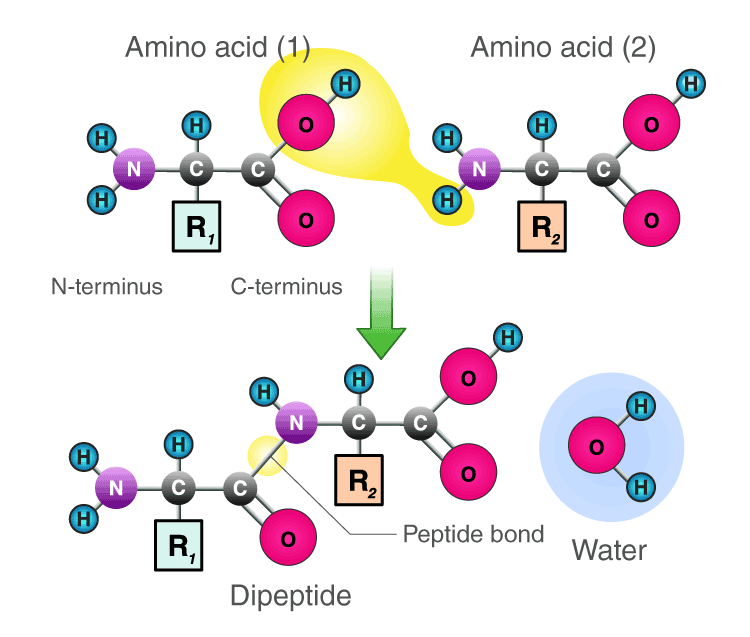 Amino acid (1)
Amino acid (2)
H
H
O
O
H
H
H
H
N
C
C
N
C
C
H
H
R1
O
R2
O
N-terminus
C-terminus
H
H
O
H
H
N
C
C
O
H
H
R2
O
H
N
C
C
H
H
R1
O
Peptide bond
Water
Dipeptide